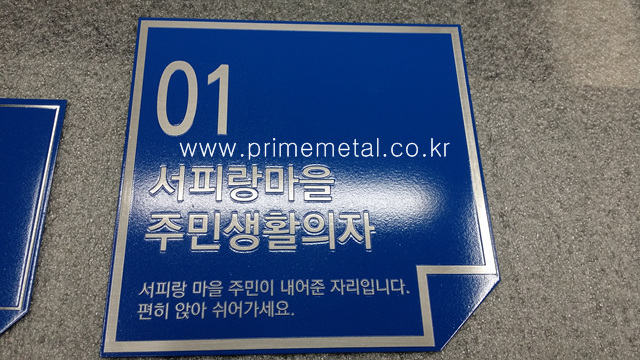 01
www.primemetal.co.kr
서피랑마을
주민생활의자
서피랑 마을 주민이 내어준 자리입니다.
편히 앉아 쉬어가세요.